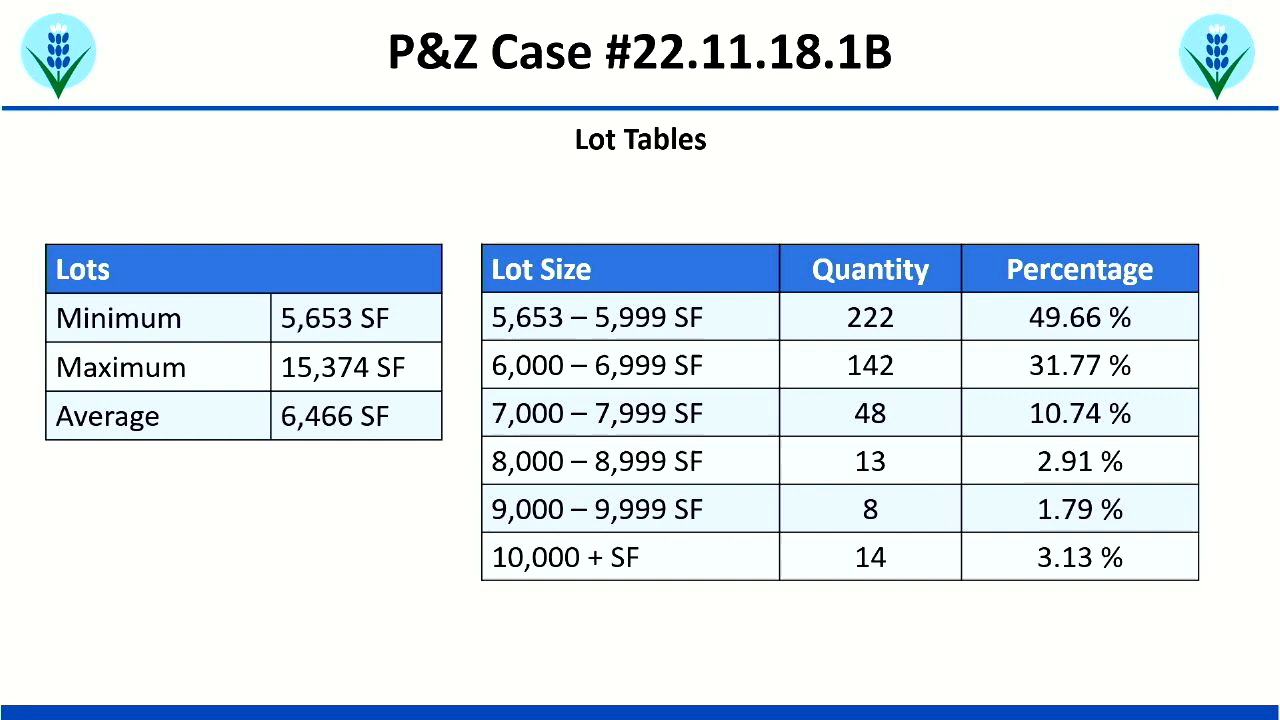 P&Z Case #22.11.18.1B
Lot Tables
Lots
Minimum 5,653 SF
Maximum 15,374 SF
Average 6,466 SF
Lot Size Quantity Percentage
5,653 – 5,999 SF 222 49.66 %
6,000 – 6,999 SF 142 31.77 %
7,000 – 7,999 SF 48 10.74 %
8,000 – 8,999 SF 13 2.91 %
9,000 – 9,999 SF 8 1.79 %
10,000 + SF 14 3.13 %